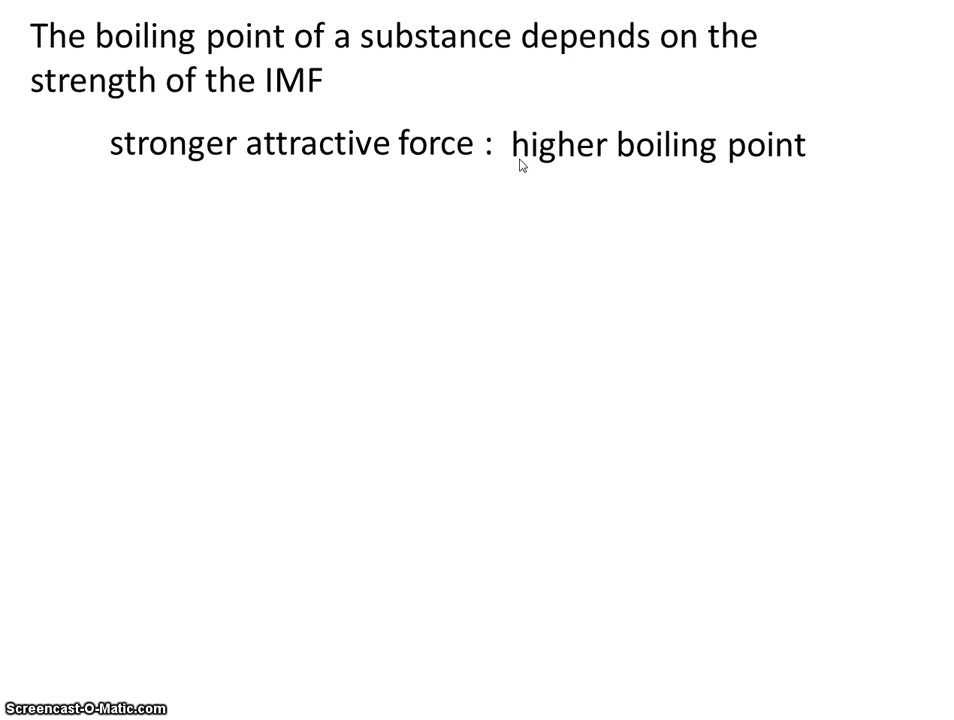 The boiling point of a substance depends on the
strength of the IMF
stronger attractive force : higher boiling point
Screencast-O-Matic.com